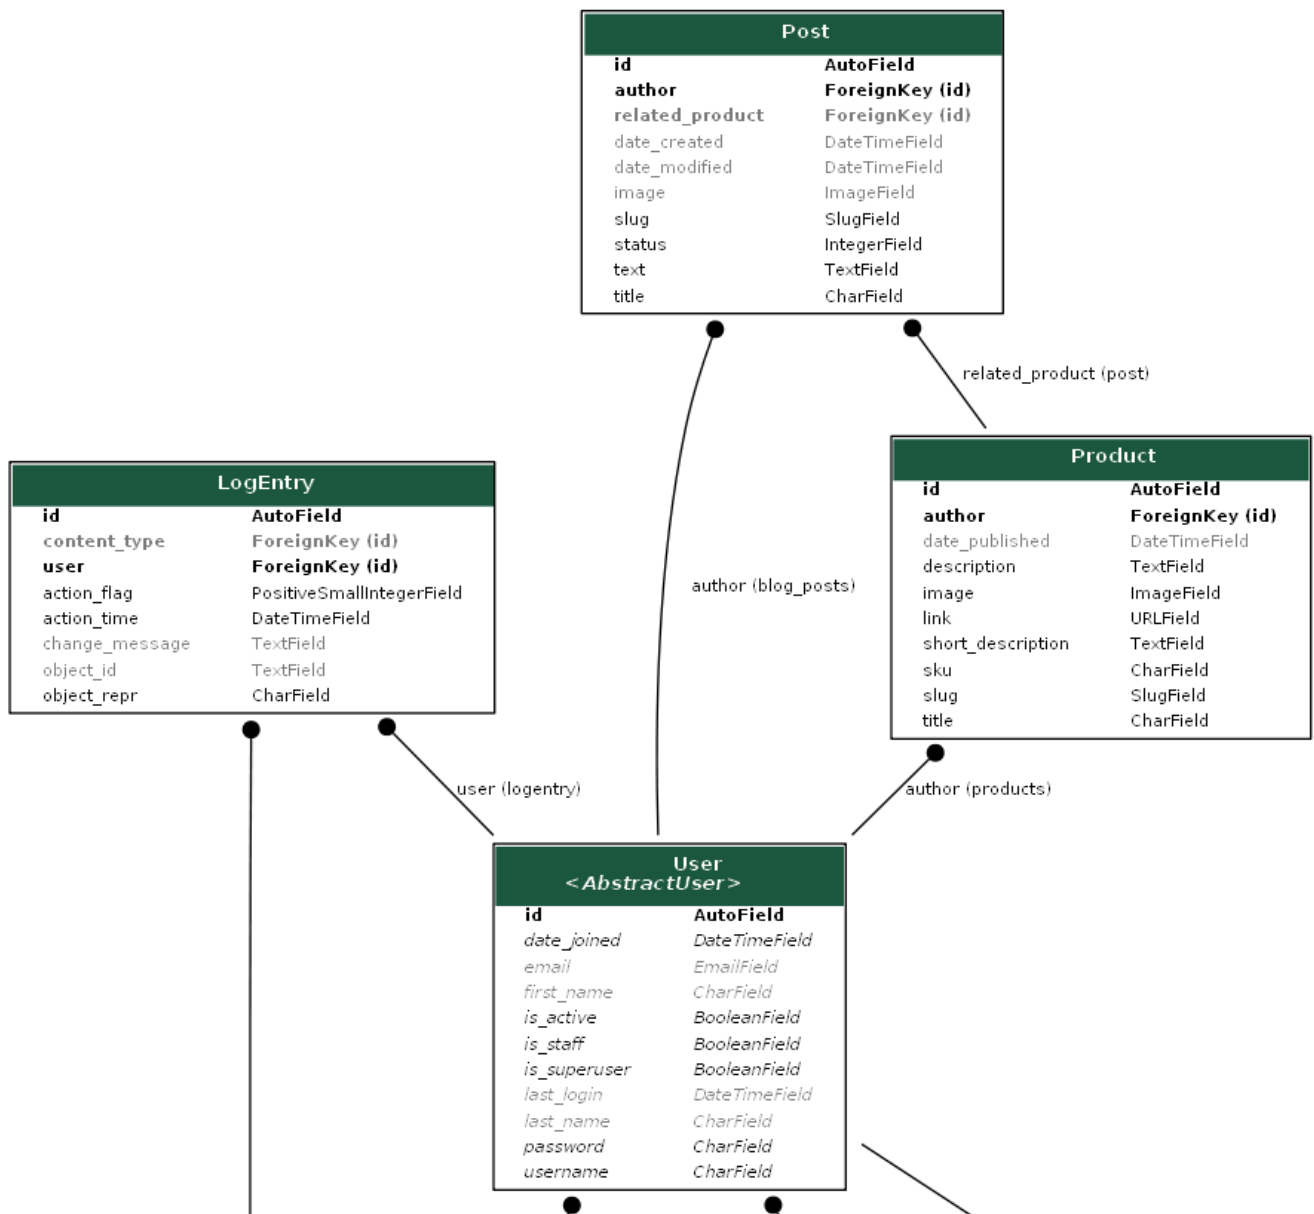 Post
id AutoField
author ForeignKey (id)
related_product ForeignKey (id)
date_created DateTimeField
date_modified DateTimeField
image ImageField
slug SlugField
status IntegerField
text TextField
title CharField
related_product (post)
Product
id AutoField
author ForeignKey (id)
date_published DateTimeField
description TextField
image ImageField
link URLField
short_description TextField
sku CharField
slug SlugField
title CharField
LogEntry
id AutoField
content_type ForeignKey (id)
user ForeignKey (id)
action_flag PositiveSmallIntegerField
action_time DateTimeField
change_message TextField
object_id TextField
object_repr CharField
author (blog_posts)
user (logentry)
author (products)
User
<AbstractUser>
id AutoField
date_joined DateTimeField
email EmailField
first_name CharField
is_active BooleanField
is_staff BooleanField
is_superuser BooleanField
last_login DateTimeField
last_name CharField
password CharField
username CharField